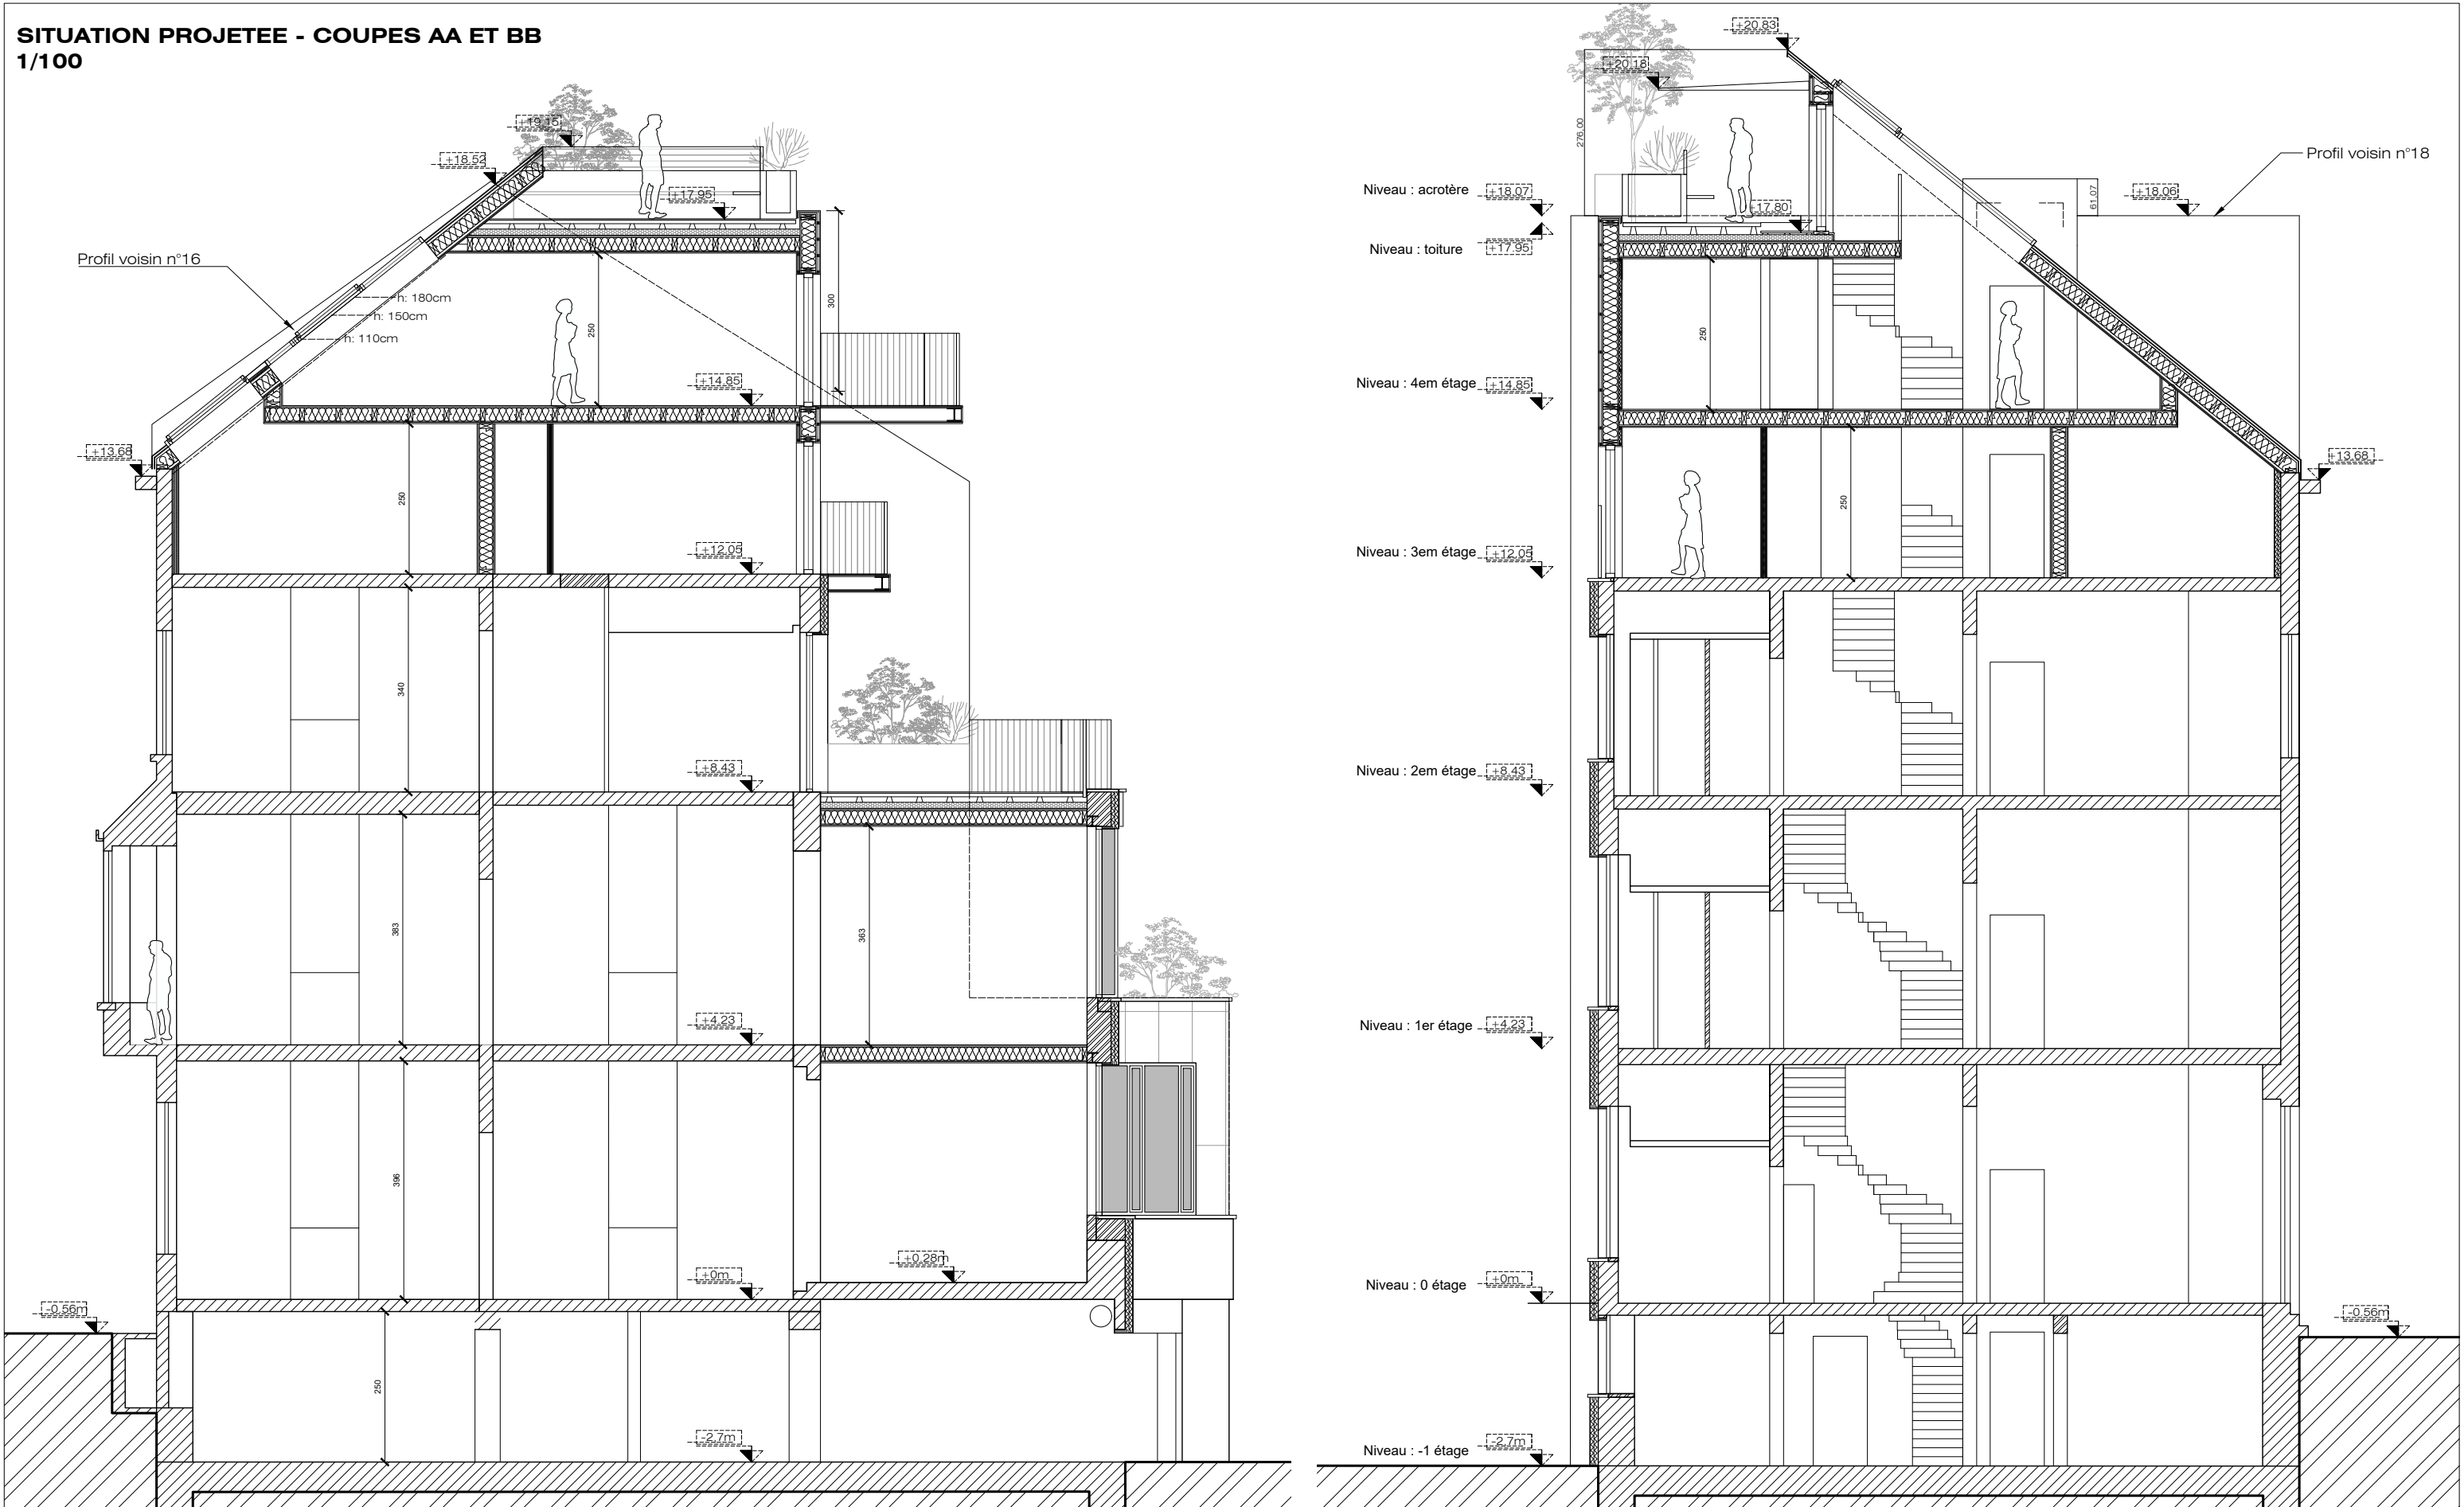 SITUATION PROJETEE - COUPES AA ET BB
1/100
+19,15
+18,52
+17,95
Profil voisin n°16
h: 180cm
h: 150cm
h: 110cm
300
250
+14,85
+13,68
250
+12,05
340
+8,43
383
363
+4,23
396
+0,28m
+0m
-0,56m
250
-2,7m
+20,83
+20,18
276,00
Profil voisin n°18
Niveau : acrotère +18,07
61,07
+18,06
+17,80
Niveau : toiture +17,95
250
Niveau : 4em étage +14,85
+13,68
250
Niveau : 3em étage +12,05
Niveau : 2em étage +8,43
Niveau : 1er étage +4,23
Niveau : 0 étage +0m
-0,56m
Niveau : -1 étage -2,7m